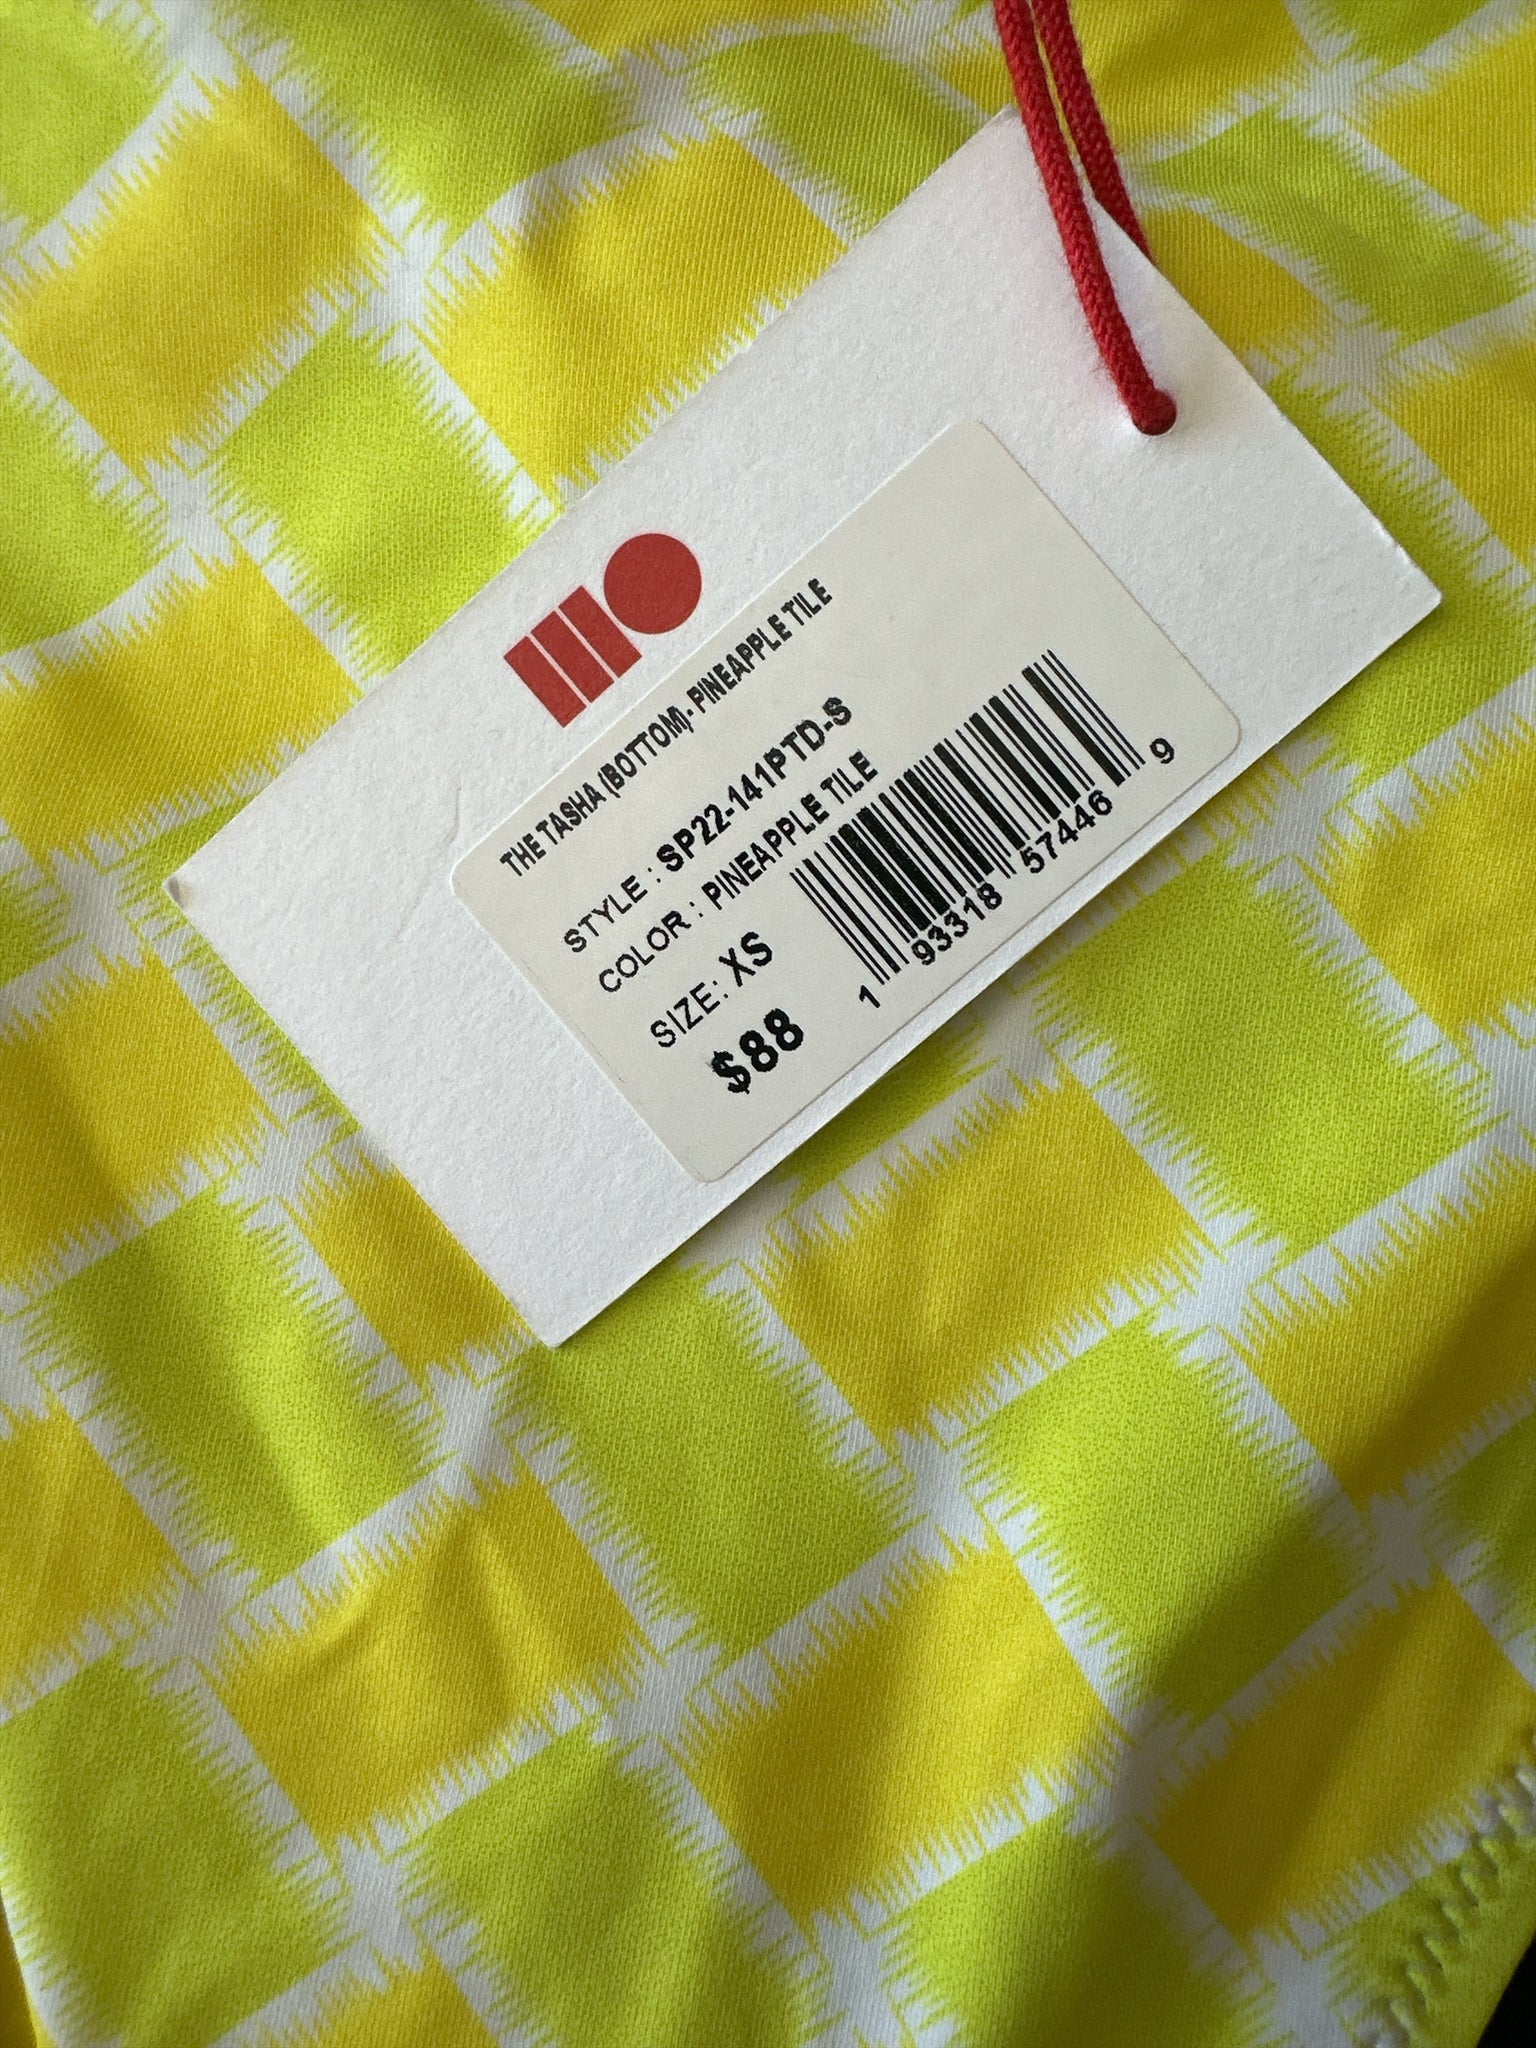 THE TASHA (BOTTOM)- PINEAPPLE TILE
STYLE : SP22-141PTD-S
COLOR : PINEAPPLE TILE
SIZE: XS
$88
1 93318 57446 9